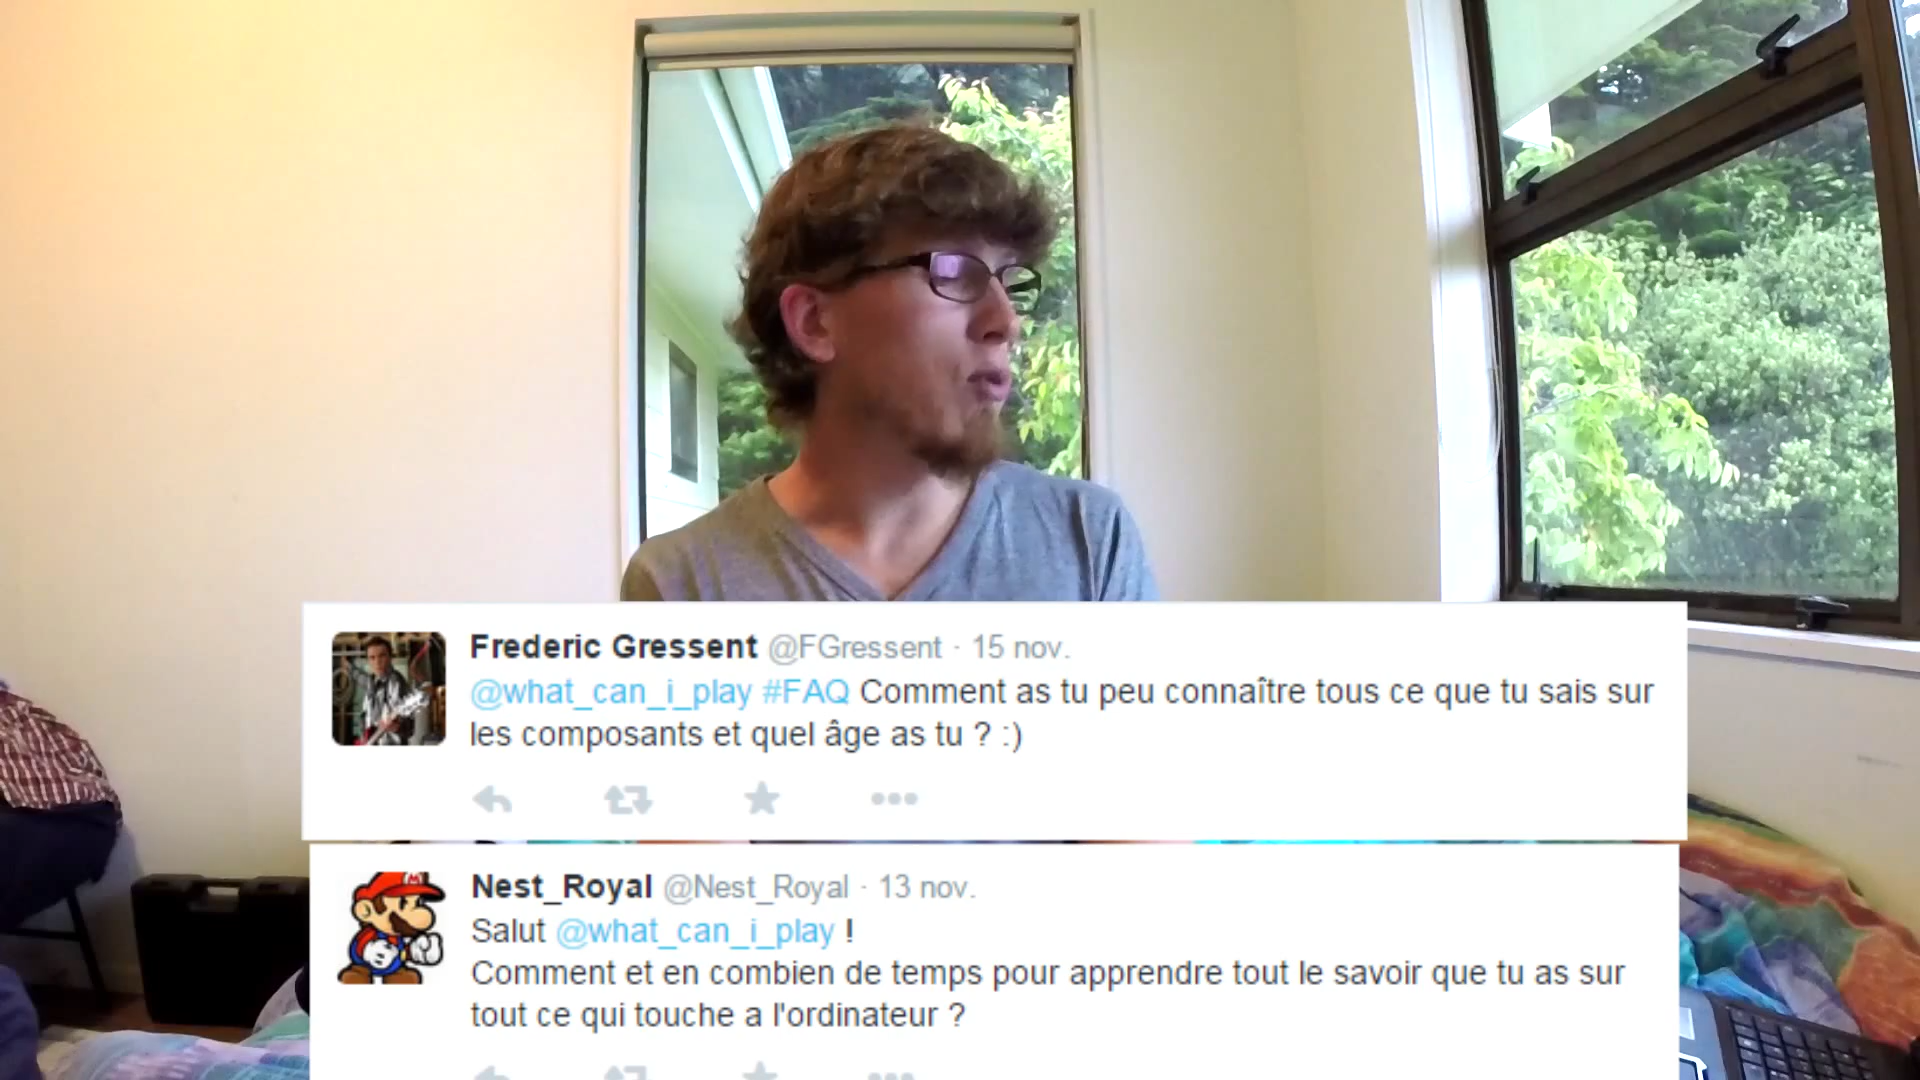 Frederic Gressent @FGressent · 15 nov.
@what_can_i_play #FAQ Comment as tu peu connaître tous ce que tu sais sur
les composants et quel âge as tu ? :)
Nest_Royal @Nest_Royal · 13 nov.
Salut @what_can_i_play !
Comment et en combien de temps pour apprendre tout le savoir que tu as sur
tout ce qui touche a l'ordinateur ?